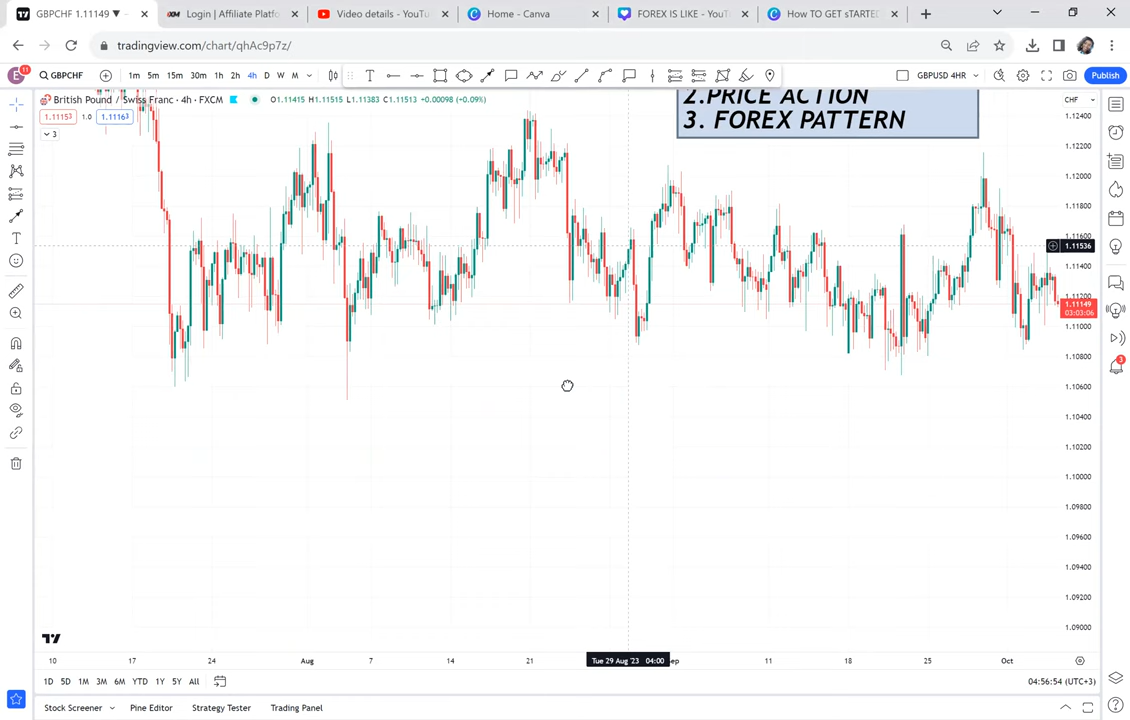 GBPCHF 1.11149 ▼
Login | Affiliate Platfo
Video details - YouTu
Home - Canva
FOREX IS LIKE - YouT
How TO GET sTARTED
tradingview.com/chart/qhAc9p7z/
E 11 GBPCHF 1m 5m 15m 30m 1h 2h 4h D W M GBPUSD 4HR Publish
British Pound / Swiss Franc · 4h · FXCM O1.11415 H1.11515 L1.11383 C1.11513 +0.00098 (+0.09%)
1.11153 1.0 1.11163
3
2.PRICE ACTION
3. FOREX PATTERN
CHF
1.12400
1.12200
1.12000
1.11800
1.11600
1.11536
1.11400
1.11200
1.11149
03:03:06
1.11000
1.10800
1.10600
1.10400
1.10200
1.10000
1.09800
1.09600
1.09400
1.09200
1.09000
3
10 17 24 Aug 7 14 21 Tue 29 Aug '23 04:00 ep 11 18 25 Oct
1D 5D 1M 3M 6M YTD 1Y 5Y All 04:56:54 (UTC+3)
Stock Screener Pine Editor Strategy Tester Trading Panel